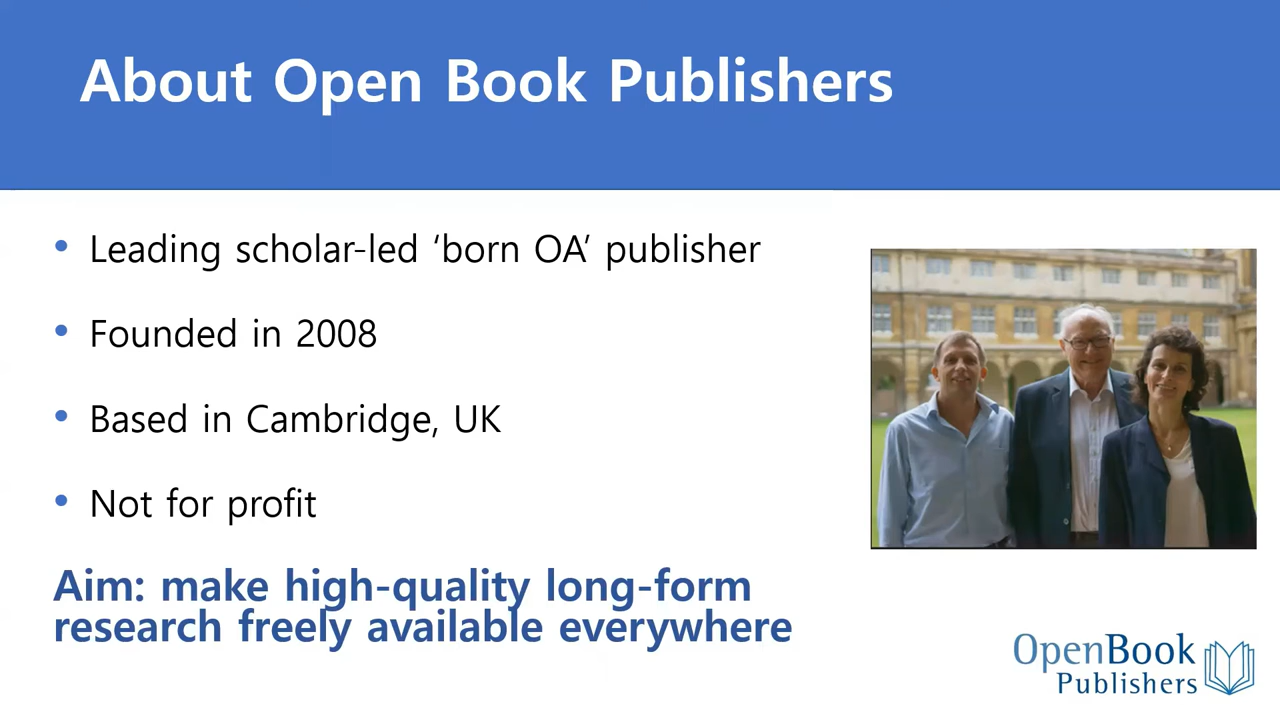 About Open Book Publishers
• Leading scholar-led ‘born OA’ publisher
• Founded in 2008
• Based in Cambridge, UK
• Not for profit
Aim: make high-quality long-form
research freely available everywhere
OpenBook
Publishers